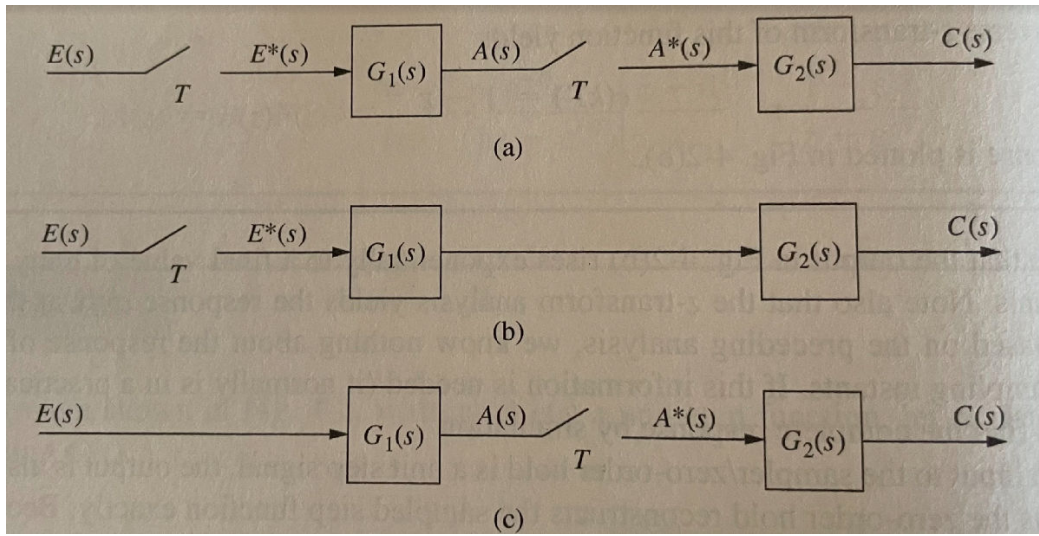 E(s) E*(s) G₁(s) A(s) A*(s) G₂(s) C(s)
T T
(a)
E(s) E*(s) G₁(s) G₂(s) C(s)
T
(b)
E(s) G₁(s) A(s) A*(s) G₂(s) C(s)
T
(c)